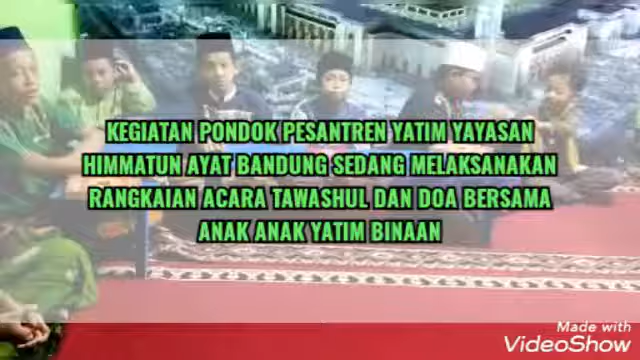 KEGIATAN PONDOK PESANTREN YATIM YAYASAN
HIMMATUN AYAT BANDUNG SEDANG MELAKSANAKAN
RANGKAIAN ACARA TAWASHUL DAN DOA BERSAMA
ANAK ANAK YATIM BINAAN
Made with
VideoShow